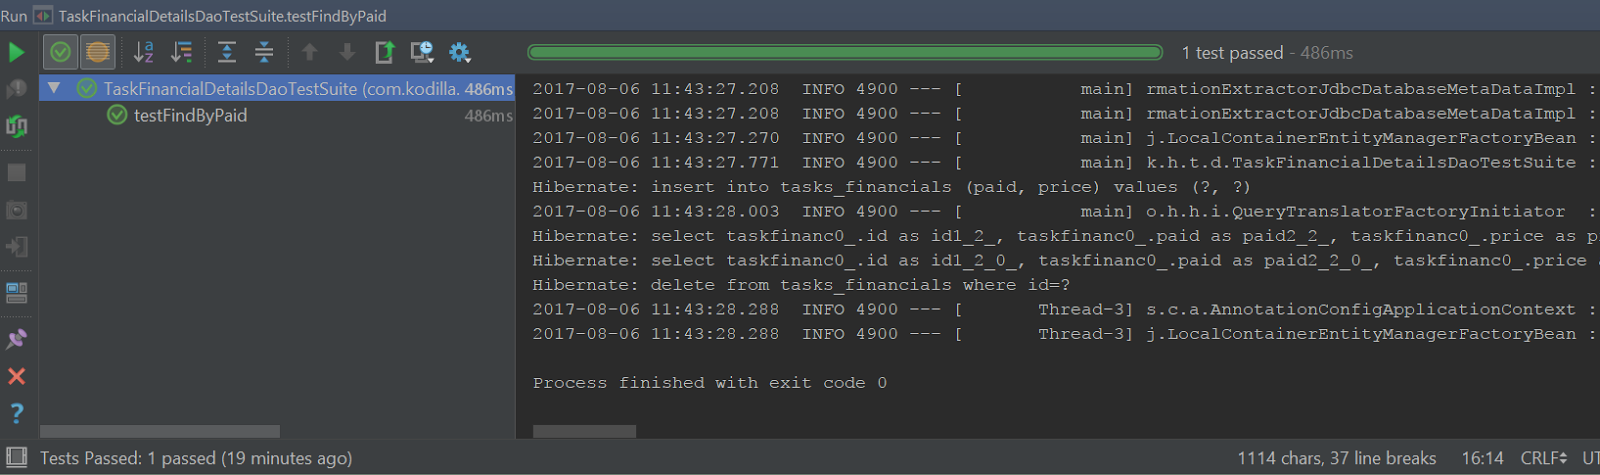 Run TaskFinancialDetailsDaoTestSuite.testFindByPaid
1 test passed - 486ms
TaskFinancialDetailsDaoTestSuite (com.kodilla. 486ms
testFindByPaid 486ms
2017-08-06 11:43:27.208  INFO 4900 --- [           main] rmationExtractorJdbcDatabaseMetaDataImpl :
2017-08-06 11:43:27.208  INFO 4900 --- [           main] rmationExtractorJdbcDatabaseMetaDataImpl :
2017-08-06 11:43:27.270  INFO 4900 --- [           main] j.LocalContainerEntityManagerFactoryBean :
2017-08-06 11:43:27.771  INFO 4900 --- [           main] k.h.t.d.TaskFinancialDetailsDaoTestSuite :
Hibernate: insert into tasks_financials (paid, price) values (?, ?)
2017-08-06 11:43:28.003  INFO 4900 --- [           main] o.h.h.i.QueryTranslatorFactoryInitiator  :
Hibernate: select taskfinanc0_.id as id1_2_, taskfinanc0_.paid as paid2_2_, taskfinanc0_.price as p
Hibernate: select taskfinanc0_.id as id1_2_0_, taskfinanc0_.paid as paid2_2_0_, taskfinanc0_.price
Hibernate: delete from tasks_financials where id=?
2017-08-06 11:43:28.288  INFO 4900 --- [       Thread-3] s.c.a.AnnotationConfigApplicationContext :
2017-08-06 11:43:28.288  INFO 4900 --- [       Thread-3] j.LocalContainerEntityManagerFactoryBean :
Process finished with exit code 0
Tests Passed: 1 passed (19 minutes ago) 1114 chars, 37 line breaks 16:14 CRLF UT